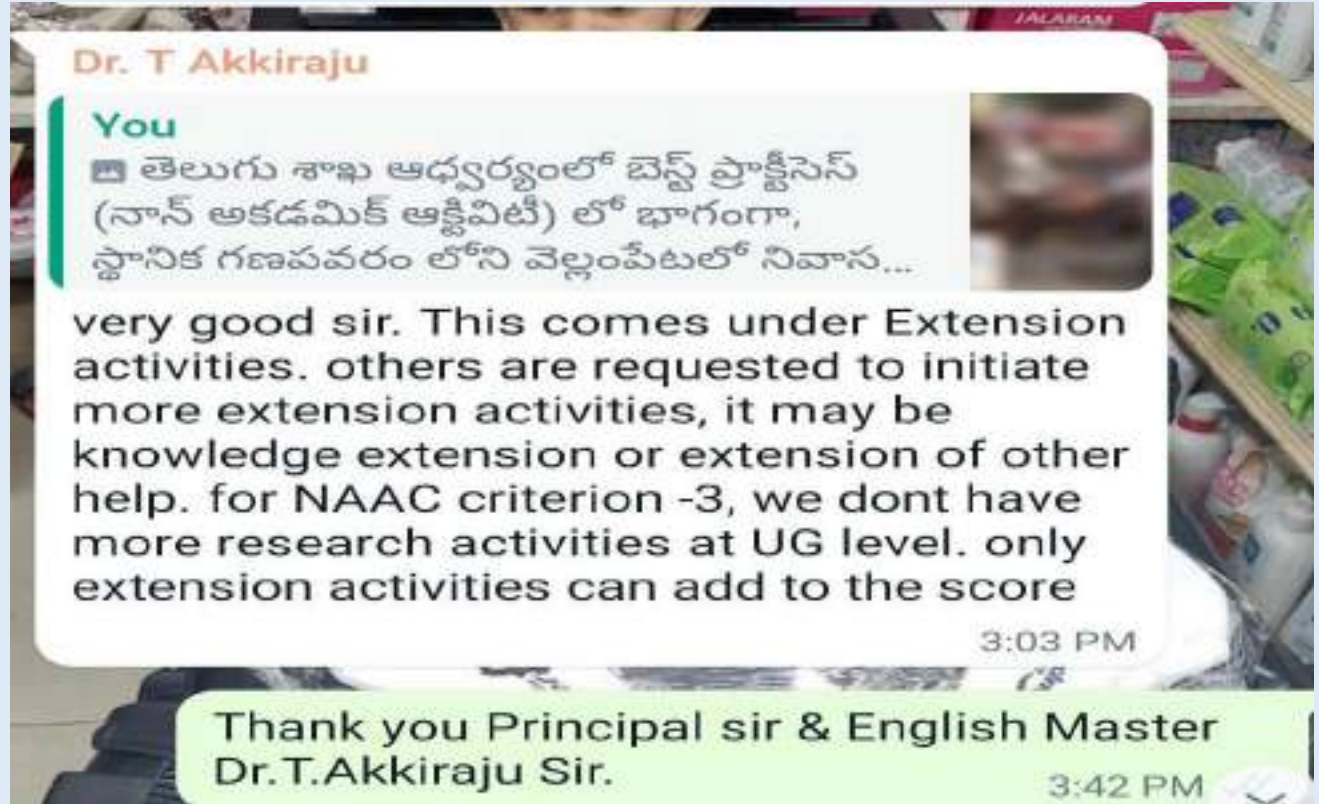 JALARAM
Dr. T Akkiraju
You
తెలుగు శాఖ ఆధ్వర్యంలో బెస్ట్ ప్రాక్టీసెస్
(నాన్ అకడమిక్ ఆక్టివిటీ) లో భాగంగా,
స్థానిక గణపవరం లోని వెల్లంపేటలో నివాస...
very good sir. This comes under Extension
activities. others are requested to initiate
more extension activities, it may be
knowledge extension or extension of other
help. for NAAC criterion -3, we dont have
more research activities at UG level. only
extension activities can add to the score
3:03 PM
Thank you Principal sir & English Master
Dr.T.Akkiraju Sir.
3:42 PM